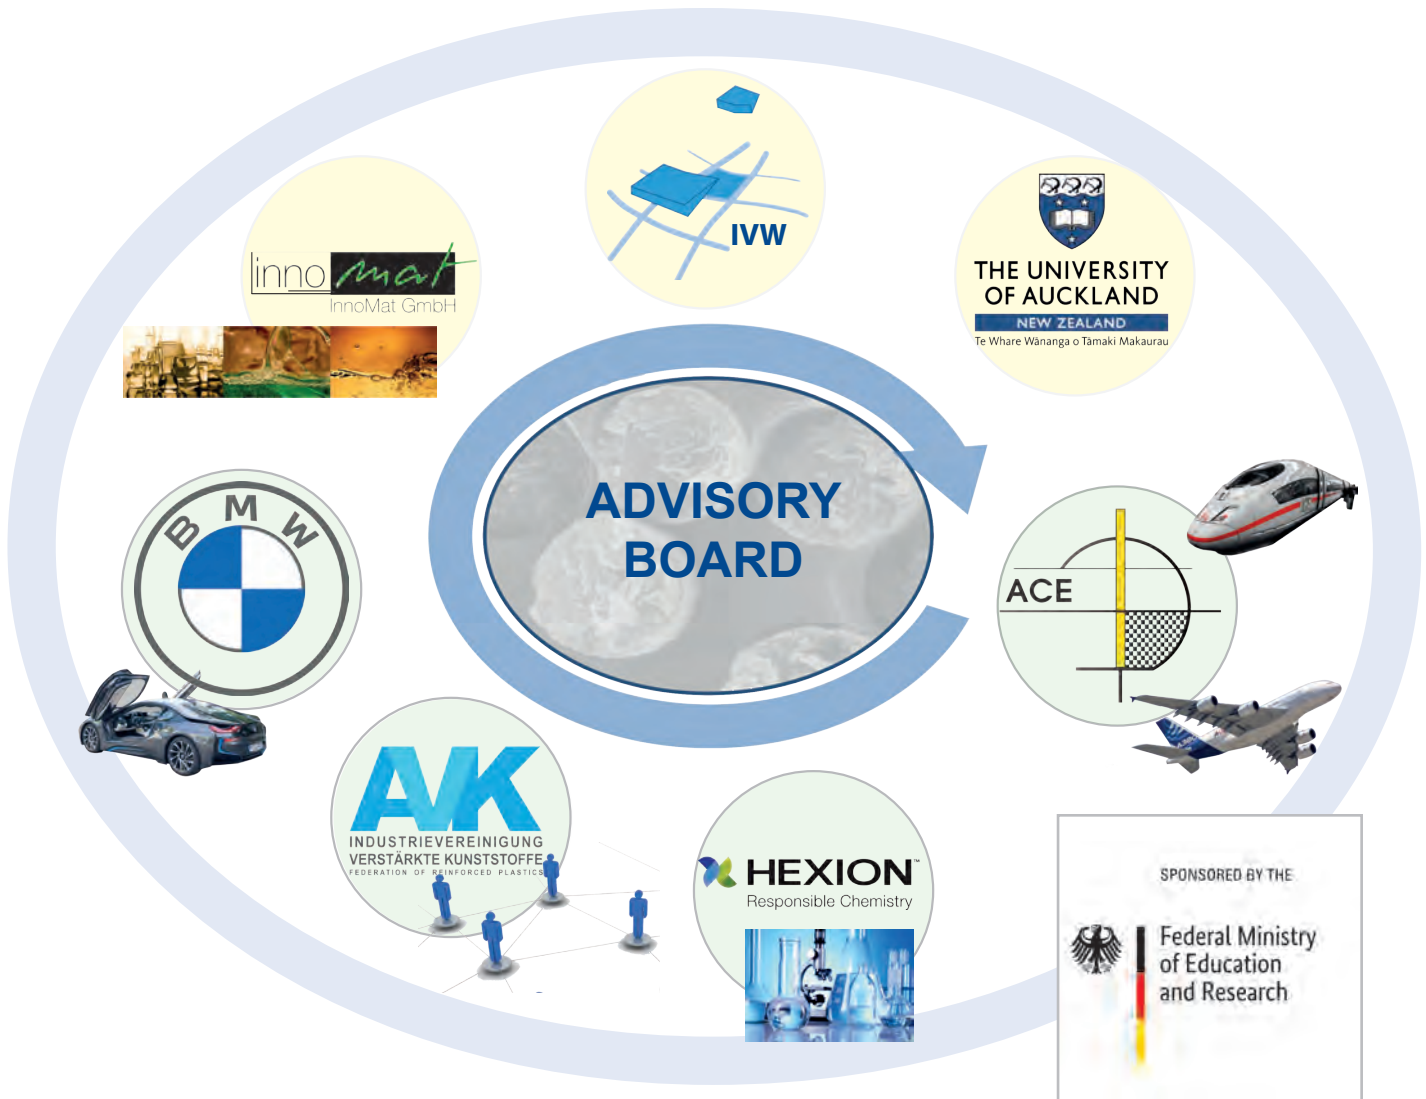 IVW
inno mat
InnoMat GmbH
THE UNIVERSITY
OF AUCKLAND
NEW ZEALAND
Te Whare Wānanga o Tāmaki Makaurau
ADVISORY
BOARD
BMW
ACE
AVK
INDUSTRIEVEREINIGUNG
VERSTÄRKTE KUNSTSTOFFE
FEDERATION OF REINFORCED PLASTICS
HEXION™
Responsible Chemistry
SPONSORED BY THE
Federal Ministry
of Education
and Research